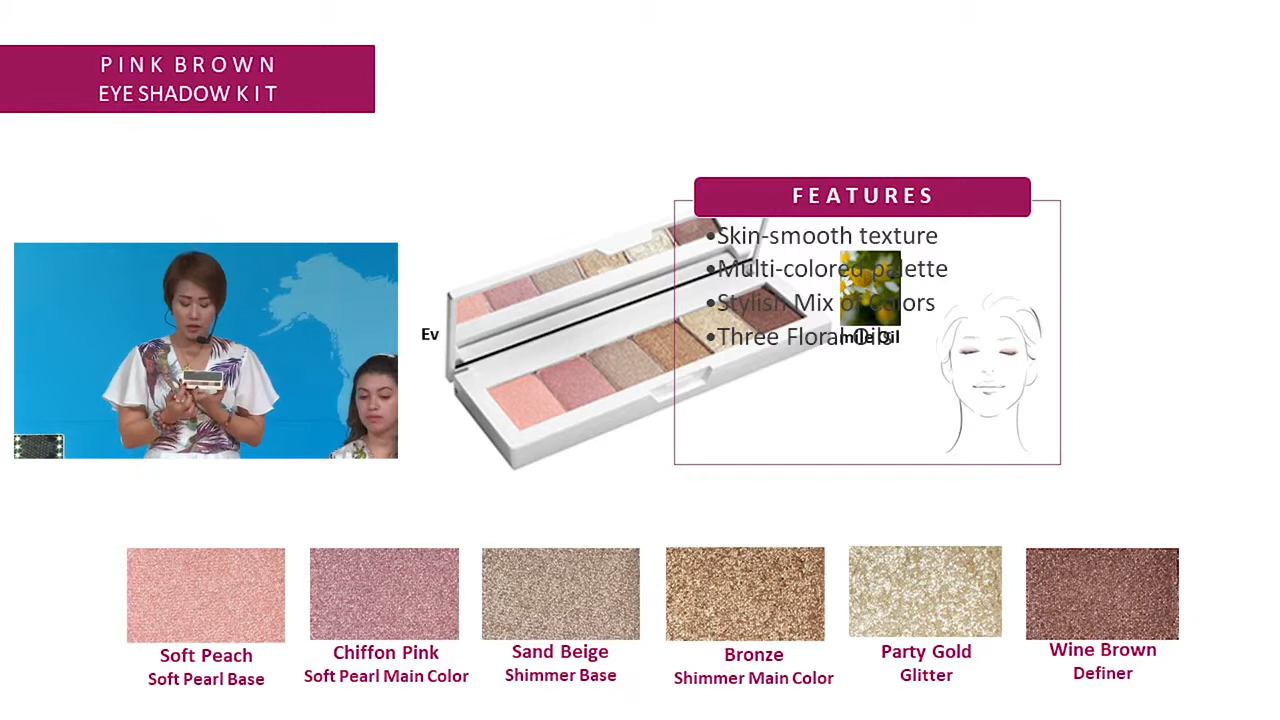 PINK BROWN
EYE SHADOW KIT
FEATURES
•Skin-smooth texture
•Multi-colored palette
•Stylish Mix of Colors
•Three Floral Oils
Ev
Oil
Soft Peach
Soft Pearl Base
Chiffon Pink
Soft Pearl Main Color
Sand Beige
Shimmer Base
Bronze
Shimmer Main Color
Party Gold
Glitter
Wine Brown
Definer